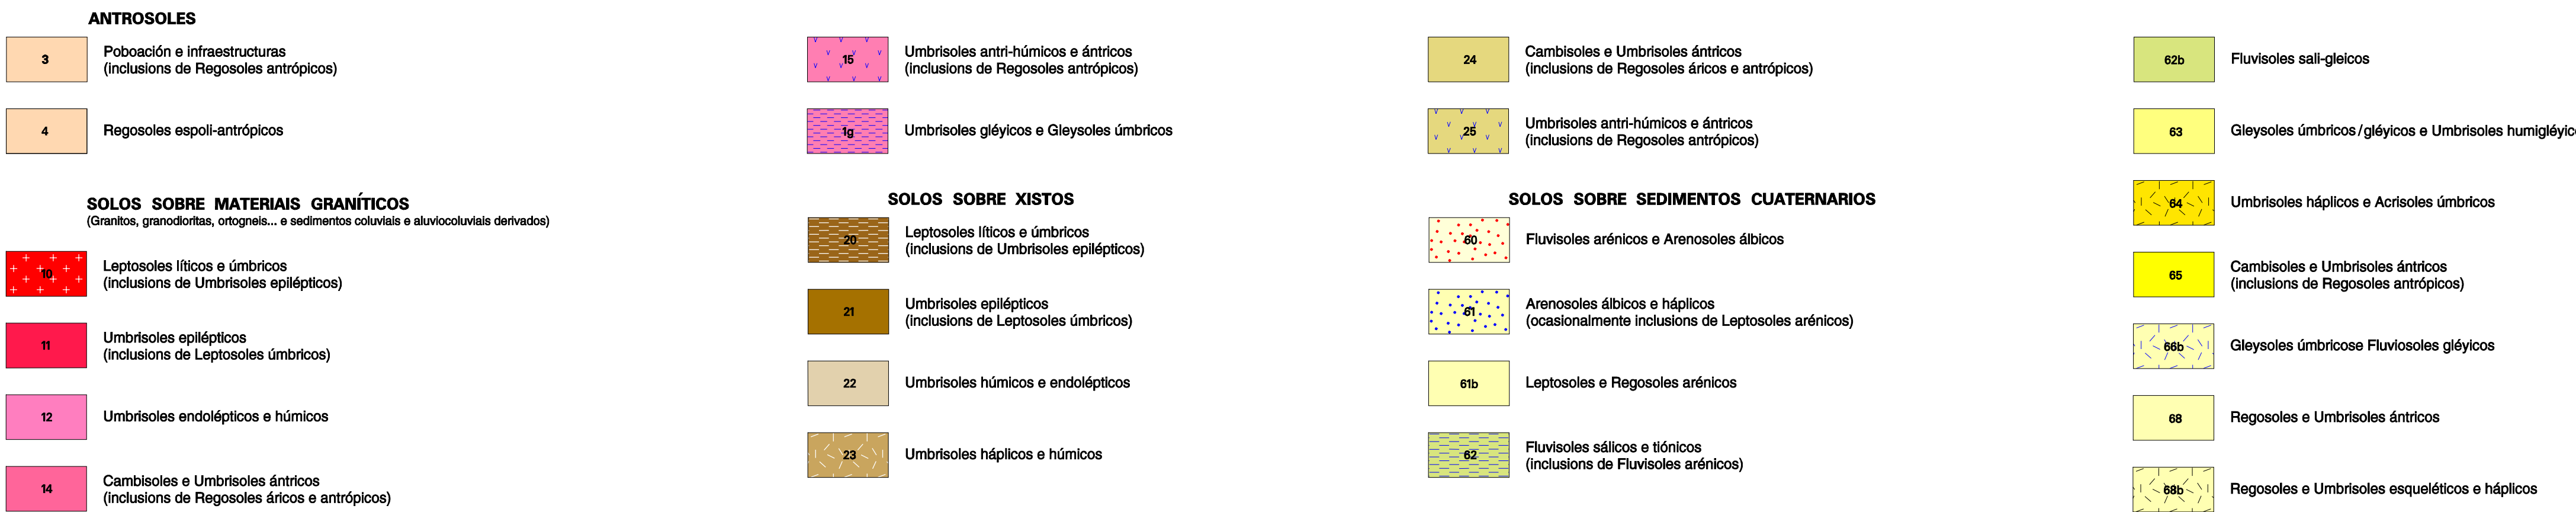 ANTROSOLES
3
Poboación e infraestructuras
(inclusions de Regosoles antrópicos)
4
Regosoles espoli-antrópicos
SOLOS SOBRE MATERIAIS GRANÍTICOS
(Granitos, granodioritas, ortogneis... e sedimentos coluviais e aluviocoluviais derivados)
10
Leptosoles líticos e úmbricos
(inclusions de Umbrisoles epilépticos)
11
Umbrisoles epilépticos
(inclusions de Leptosoles úmbricos)
12
Umbrisoles endolépticos e húmicos
14
Cambisoles e Umbrisoles ántricos
(inclusions de Regosoles áricos e antrópicos)
15
Umbrisoles antri-húmicos e ántricos
(inclusions de Regosoles antrópicos)
1g
Umbrisoles gléyicos e Gleysoles úmbricos
SOLOS SOBRE XISTOS
20
Leptosoles líticos e úmbricos
(inclusions de Umbrisoles epilépticos)
21
Umbrisoles epilépticos
(inclusions de Leptosoles úmbricos)
22
Umbrisoles húmicos e endolépticos
23
Umbrisoles háplicos e húmicos
24
Cambisoles e Umbrisoles ántricos
(inclusions de Regosoles áricos e antrópicos)
25
Umbrisoles antri-húmicos e ántricos
(inclusions de Regosoles antrópicos)
SOLOS SOBRE SEDIMENTOS CUATERNARIOS
60
Fluvisoles arénicos e Arenosoles álbicos
61
Arenosoles álbicos e háplicos
(ocasionalmente inclusions de Leptosoles arénicos)
61b
Leptosoles e Regosoles arénicos
62
Fluvisoles sálicos e tiónicos
(inclusions de Fluvisoles arénicos)
62b
Fluvisoles sali-gleicos
63
Gleysoles úmbricos/gléyicos e Umbrisoles humigléyic
64
Umbrisoles háplicos e Acrisoles úmbricos
65
Cambisoles e Umbrisoles ántricos
(inclusions de Regosoles antrópicos)
66b
Gleysoles úmbricose Fluviosoles gléyicos
68
Regosoles e Umbrisoles ántricos
68b
Regosoles e Umbrisoles esqueléticos e háplicos